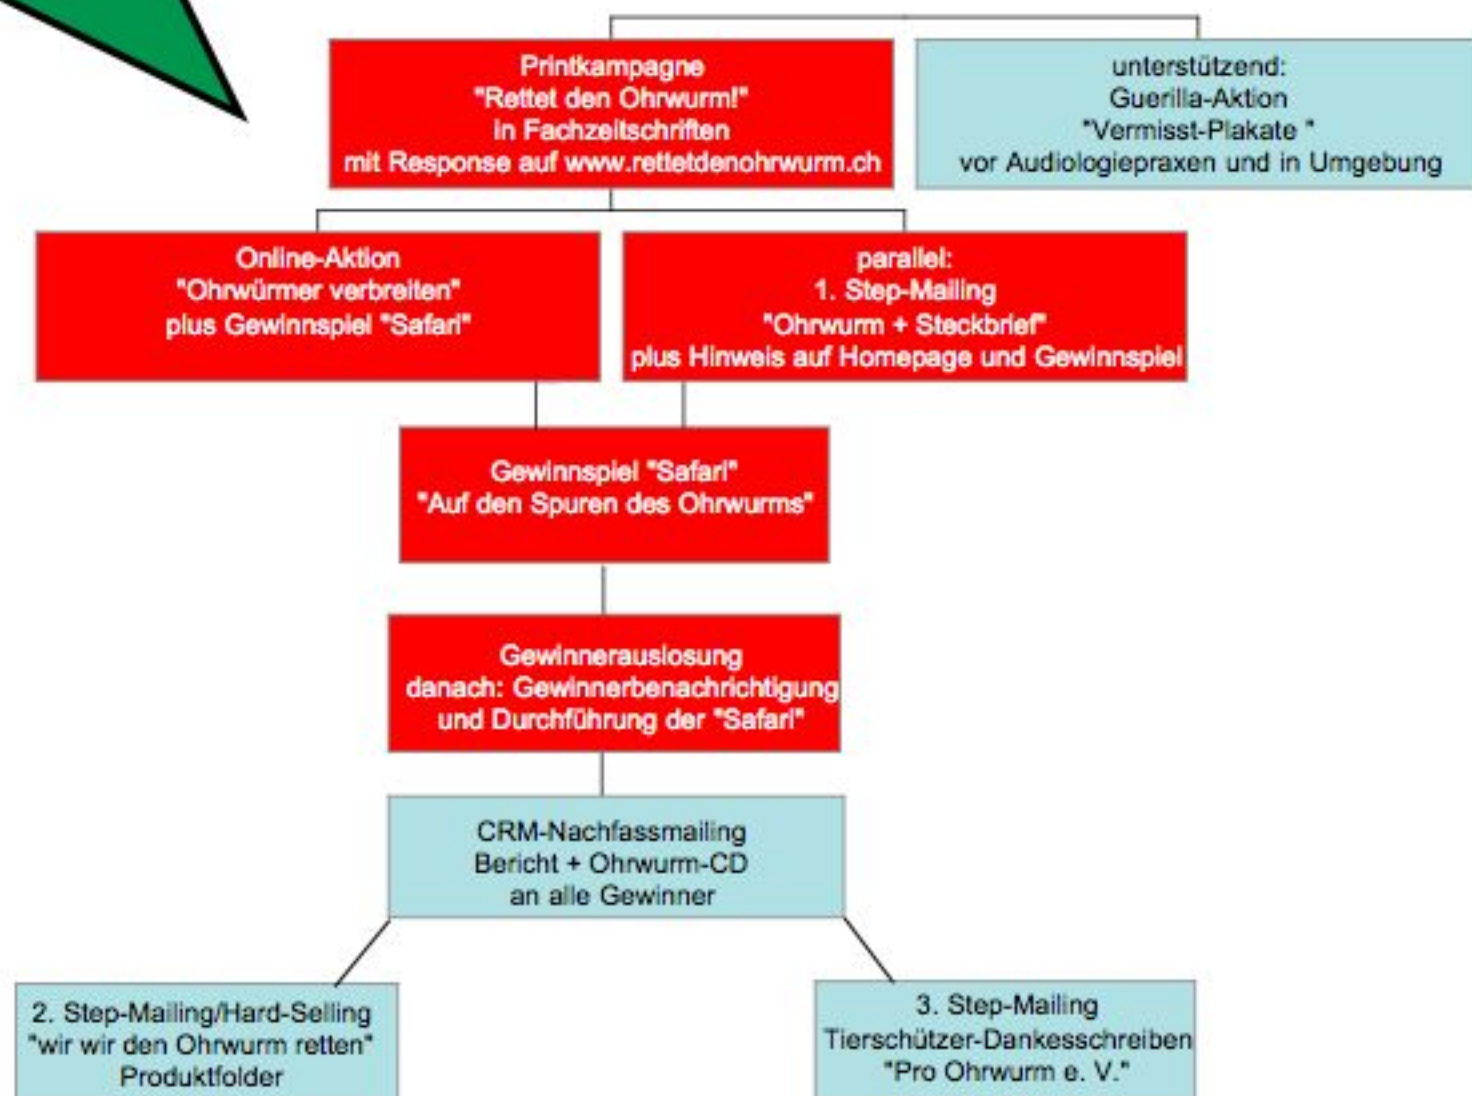 Printkampagne
"Rettet den Ohrwurm!"
in Fachzeitschriften
mit Response auf www.rettetdenohrwurm.ch
unterstützend:
Guerilla-Aktion
"Vermisst-Plakate "
vor Audiologiepraxen und in Umgebung
Online-Aktion
"Ohrwürmer verbreiten"
plus Gewinnspiel "Safari"
parallel:
1. Step-Mailing
"Ohrwurm + Steckbrief"
plus Hinweis auf Homepage und Gewinnspiel
Gewinnspiel "Safari"
"Auf den Spuren des Ohrwurms"
Gewinnerauslosung
danach: Gewinnerbenachrichtigung
und Durchführung der "Safari"
CRM-Nachfassmailing
Bericht + Ohrwurm-CD
an alle Gewinner
2. Step-Mailing/Hard-Selling
"wir wir den Ohrwurm retten"
Produktfolder
3. Step-Mailing
Tierschützer-Dankesschreiben
"Pro Ohrwurm e. V."